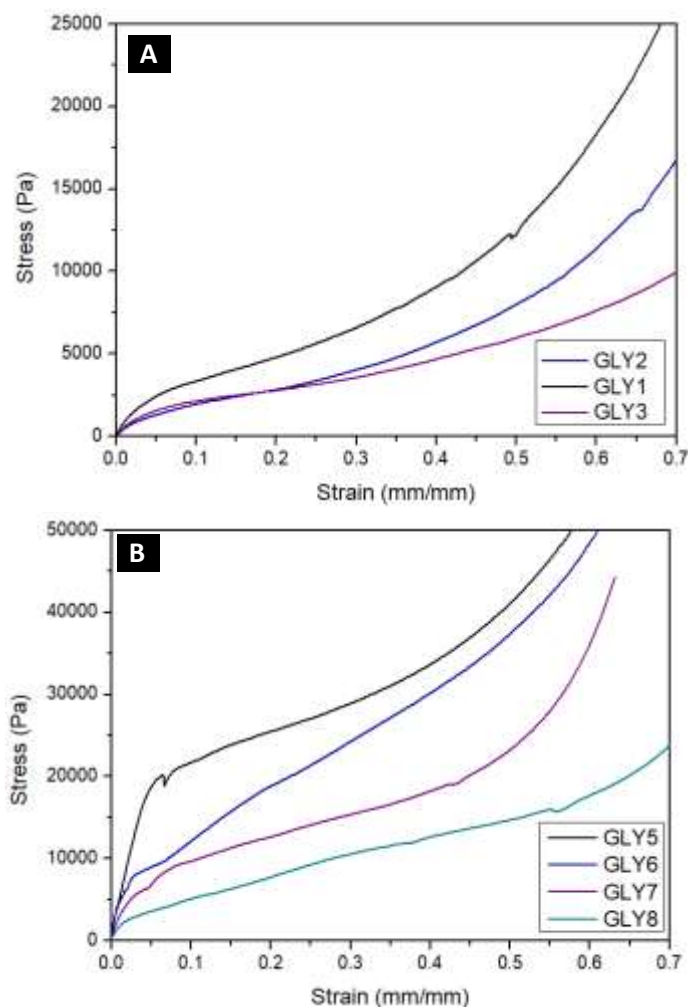 A
25000
20000
15000
10000
5000
0
Stress (Pa)
GLY2
GLY1
GLY3
0.0 0.1 0.2 0.3 0.4 0.5 0.6 0.7
Strain (mm/mm)
B
50000
40000
30000
20000
10000
0
Stress (Pa)
GLY5
GLY6
GLY7
GLY8
0.0 0.1 0.2 0.3 0.4 0.5 0.6 0.7
Strain (mm/mm)